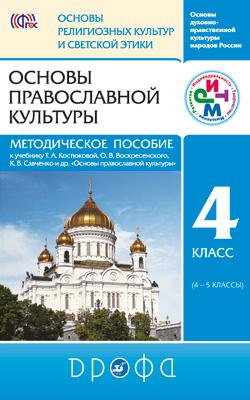 ФГОС
ОСНОВЫ
РЕЛИГИОЗНЫХ КУЛЬТУР
И СВЕТСКОЙ ЭТИКИ
Основы
духовно-
нравственной
культуры
народов России
РИТМ
ОСНОВЫ
ПРАВОСЛАВНОЙ
КУЛЬТУРЫ
МЕТОДИЧЕСКОЕ ПОСОБИЕ
к учебнику Т. Л. Костюковой, О. В. Воскресенского,
К. В. Савченко и др. «Основы православной культуры»
4
КЛАСС
(4–5 КЛАССЫ)
ДРОФА